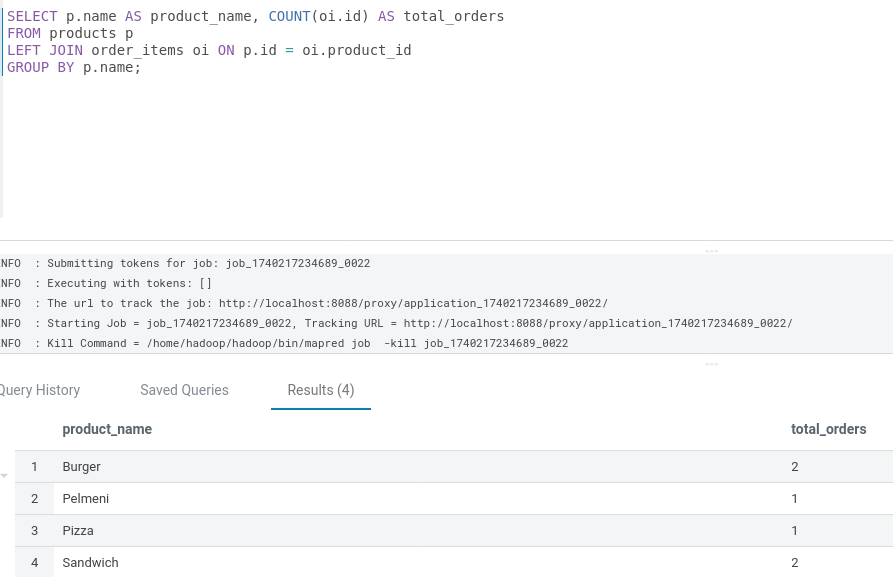 SELECT p.name AS product_name, COUNT(oi.id) AS total_orders
FROM products p
LEFT JOIN order_items oi ON p.id = oi.product_id
GROUP BY p.name;
NFO : Submitting tokens for job: job_1740217234689_0022
NFO : Executing with tokens: []
NFO : The url to track the job: http://localhost:8088/proxy/application_1740217234689_0022/
NFO : Starting Job = job_1740217234689_0022, Tracking URL = http://localhost:8088/proxy/application_1740217234689_0022/
NFO : Kill Command = /home/hadoop/hadoop/bin/mapred job -kill job_1740217234689_0022
Query History Saved Queries Results (4)
product_name total_orders
1 Burger 2
2 Pelmeni 1
3 Pizza 1
4 Sandwich 2